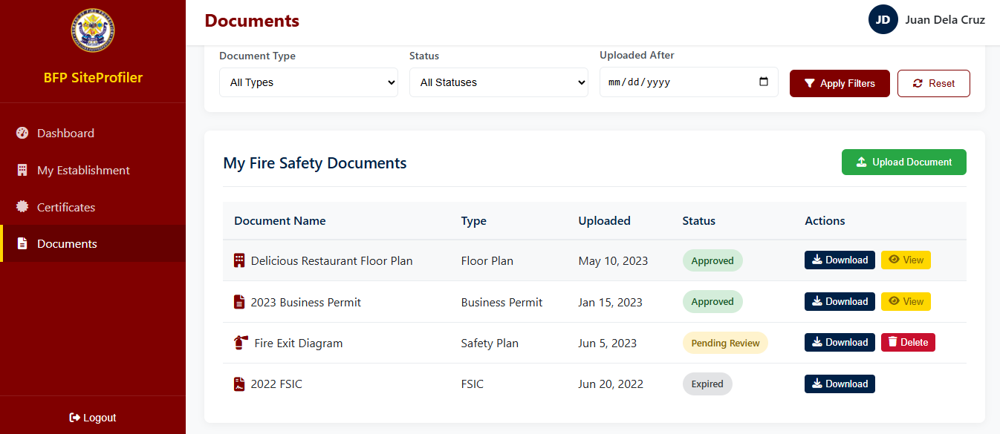 BFP SiteProfiler
Dashboard
My Establishment
Certificates
Documents
Logout
Documents
JD Juan Dela Cruz
Document Type Status Uploaded After
All Types All Statuses mm/dd/yyyy Apply Filters Reset
My Fire Safety Documents Upload Document
Document Name Type Uploaded Status Actions
Delicious Restaurant Floor Plan Floor Plan May 10, 2023 Approved Download View
2023 Business Permit Business Permit Jan 15, 2023 Approved Download View
Fire Exit Diagram Safety Plan Jun 5, 2023 Pending Review Download Delete
2022 FSIC FSIC Jun 20, 2022 Expired Download